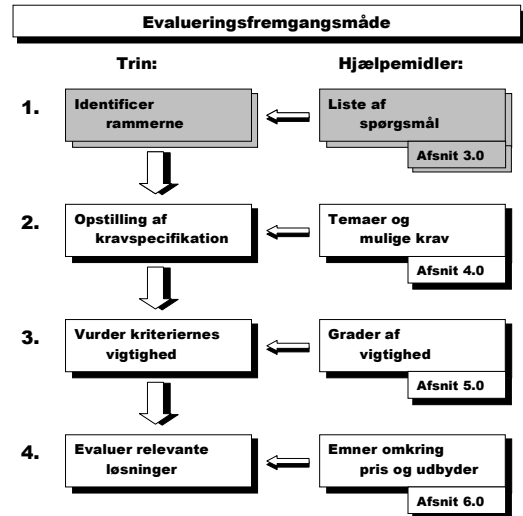 Evalueringsfremgangsmåde
Trin:
Hjælpemidler:
1.
Identificer
rammerne
Liste af
spørgsmål
Afsnit 3.0
2.
Opstilling af
kravspecifikation
Temaer og
mulige krav
Afsnit 4.0
3.
Vurder kriteriernes
vigtighed
Grader af
vigtighed
Afsnit 5.0
4.
Evaluer relevante
løsninger
Emner omkring
pris og udbyder
Afsnit 6.0